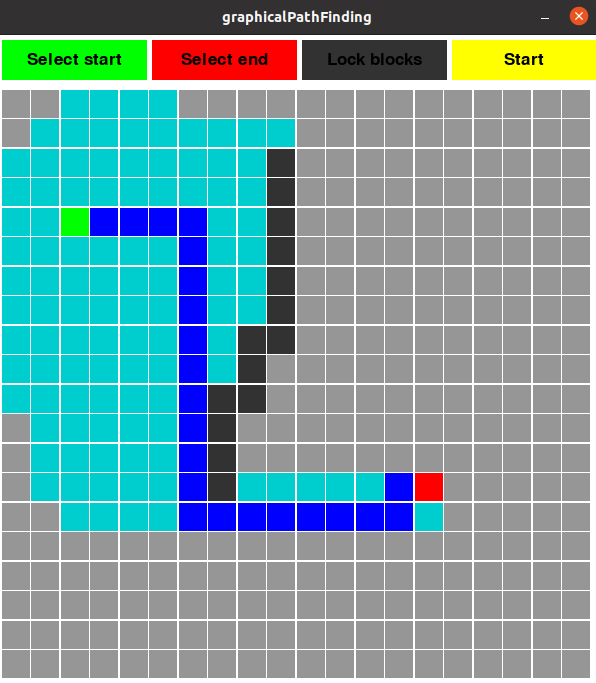 graphicalPathFinding
Select start
Select end
Lock blocks
Start